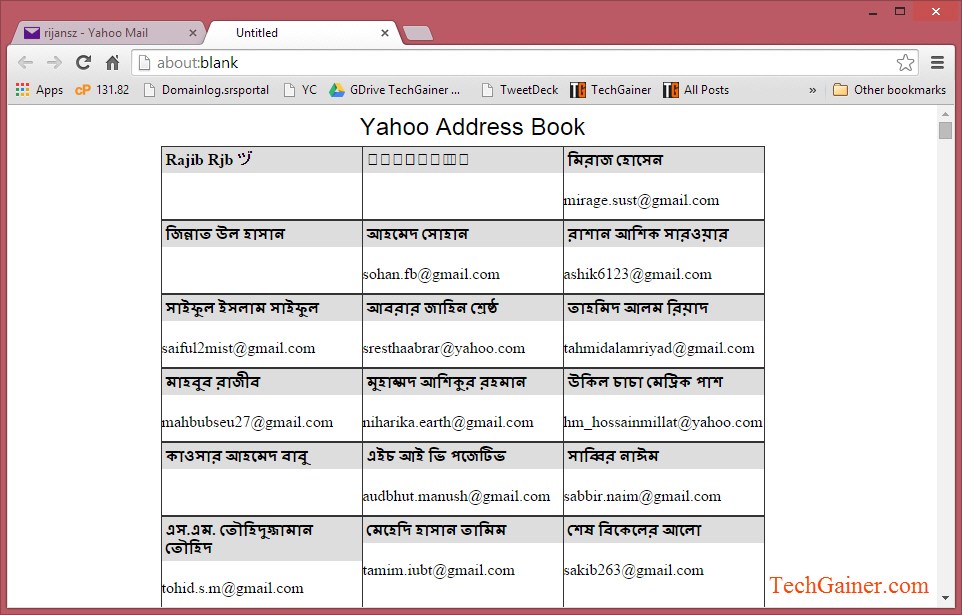 rijansz - Yahoo Mail
Untitled
about:blank
Apps
cP 131.82
Domainlog.srsportal
YC
GDrive TechGainer ...
TweetDeck
TechGainer
All Posts
»
Other bookmarks
Yahoo Address Book
Rajib Rjb ヅ
মিরাজ হোসেন
mirage.sust@gmail.com
জিন্নাত উল হাসান
আহমেদ সোহান
রাশান আশিক সারওয়ার
sohan.fb@gmail.com
ashik6123@gmail.com
সাইফুল ইসলাম সাইফুল
আবরার জাহিন শ্রেষ্ঠ
তাহমিদ আলম রিয়াদ
saiful2mist@gmail.com
sresthaabrar@yahoo.com
tahmidalamriyad@gmail.com
মাহবুব রাজীব
মুহাম্মদ আশিকুর রহমান
উকিল চাচা মেট্রিক পাশ
mahbubseu27@gmail.com
niharika.earth@gmail.com
hm_hossainmillat@yahoo.com
কাওসার আহমেদ বাবু
এইচ আই ভি পজেটিভ
সাব্বির নাঈম
audbhut.manush@gmail.com
sabbir.naim@gmail.com
এস.এম. তৌহিদুজ্জামান
তৌহিদ
মেহেদি হাসান তামিম
শেষ বিকেলের আলো
tohid.s.m@gmail.com
tamim.iubt@gmail.com
sakib263@gmail.com
TechGainer.com